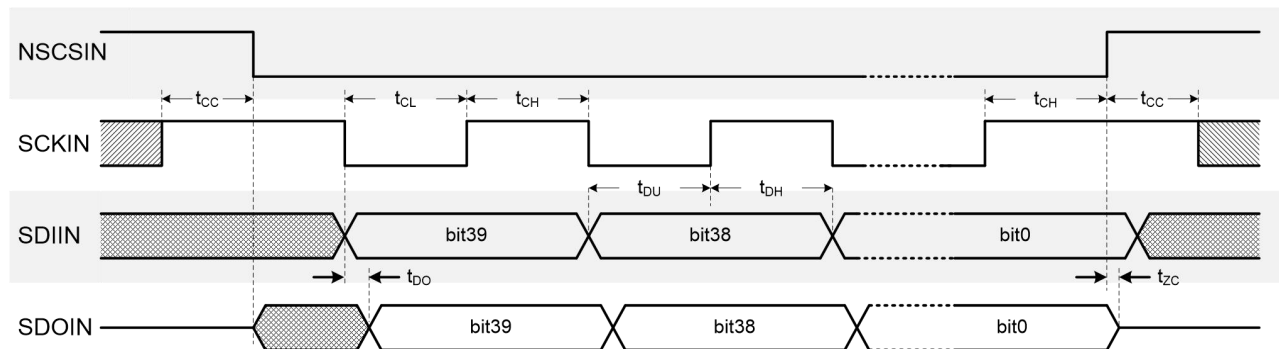 NSCSIN
tCC tCL tCH tCH tCC
SCKIN
tDU tDH
SDIIN bit39 bit38 bit0
tDO tZC
SDOIN bit39 bit38 bit0